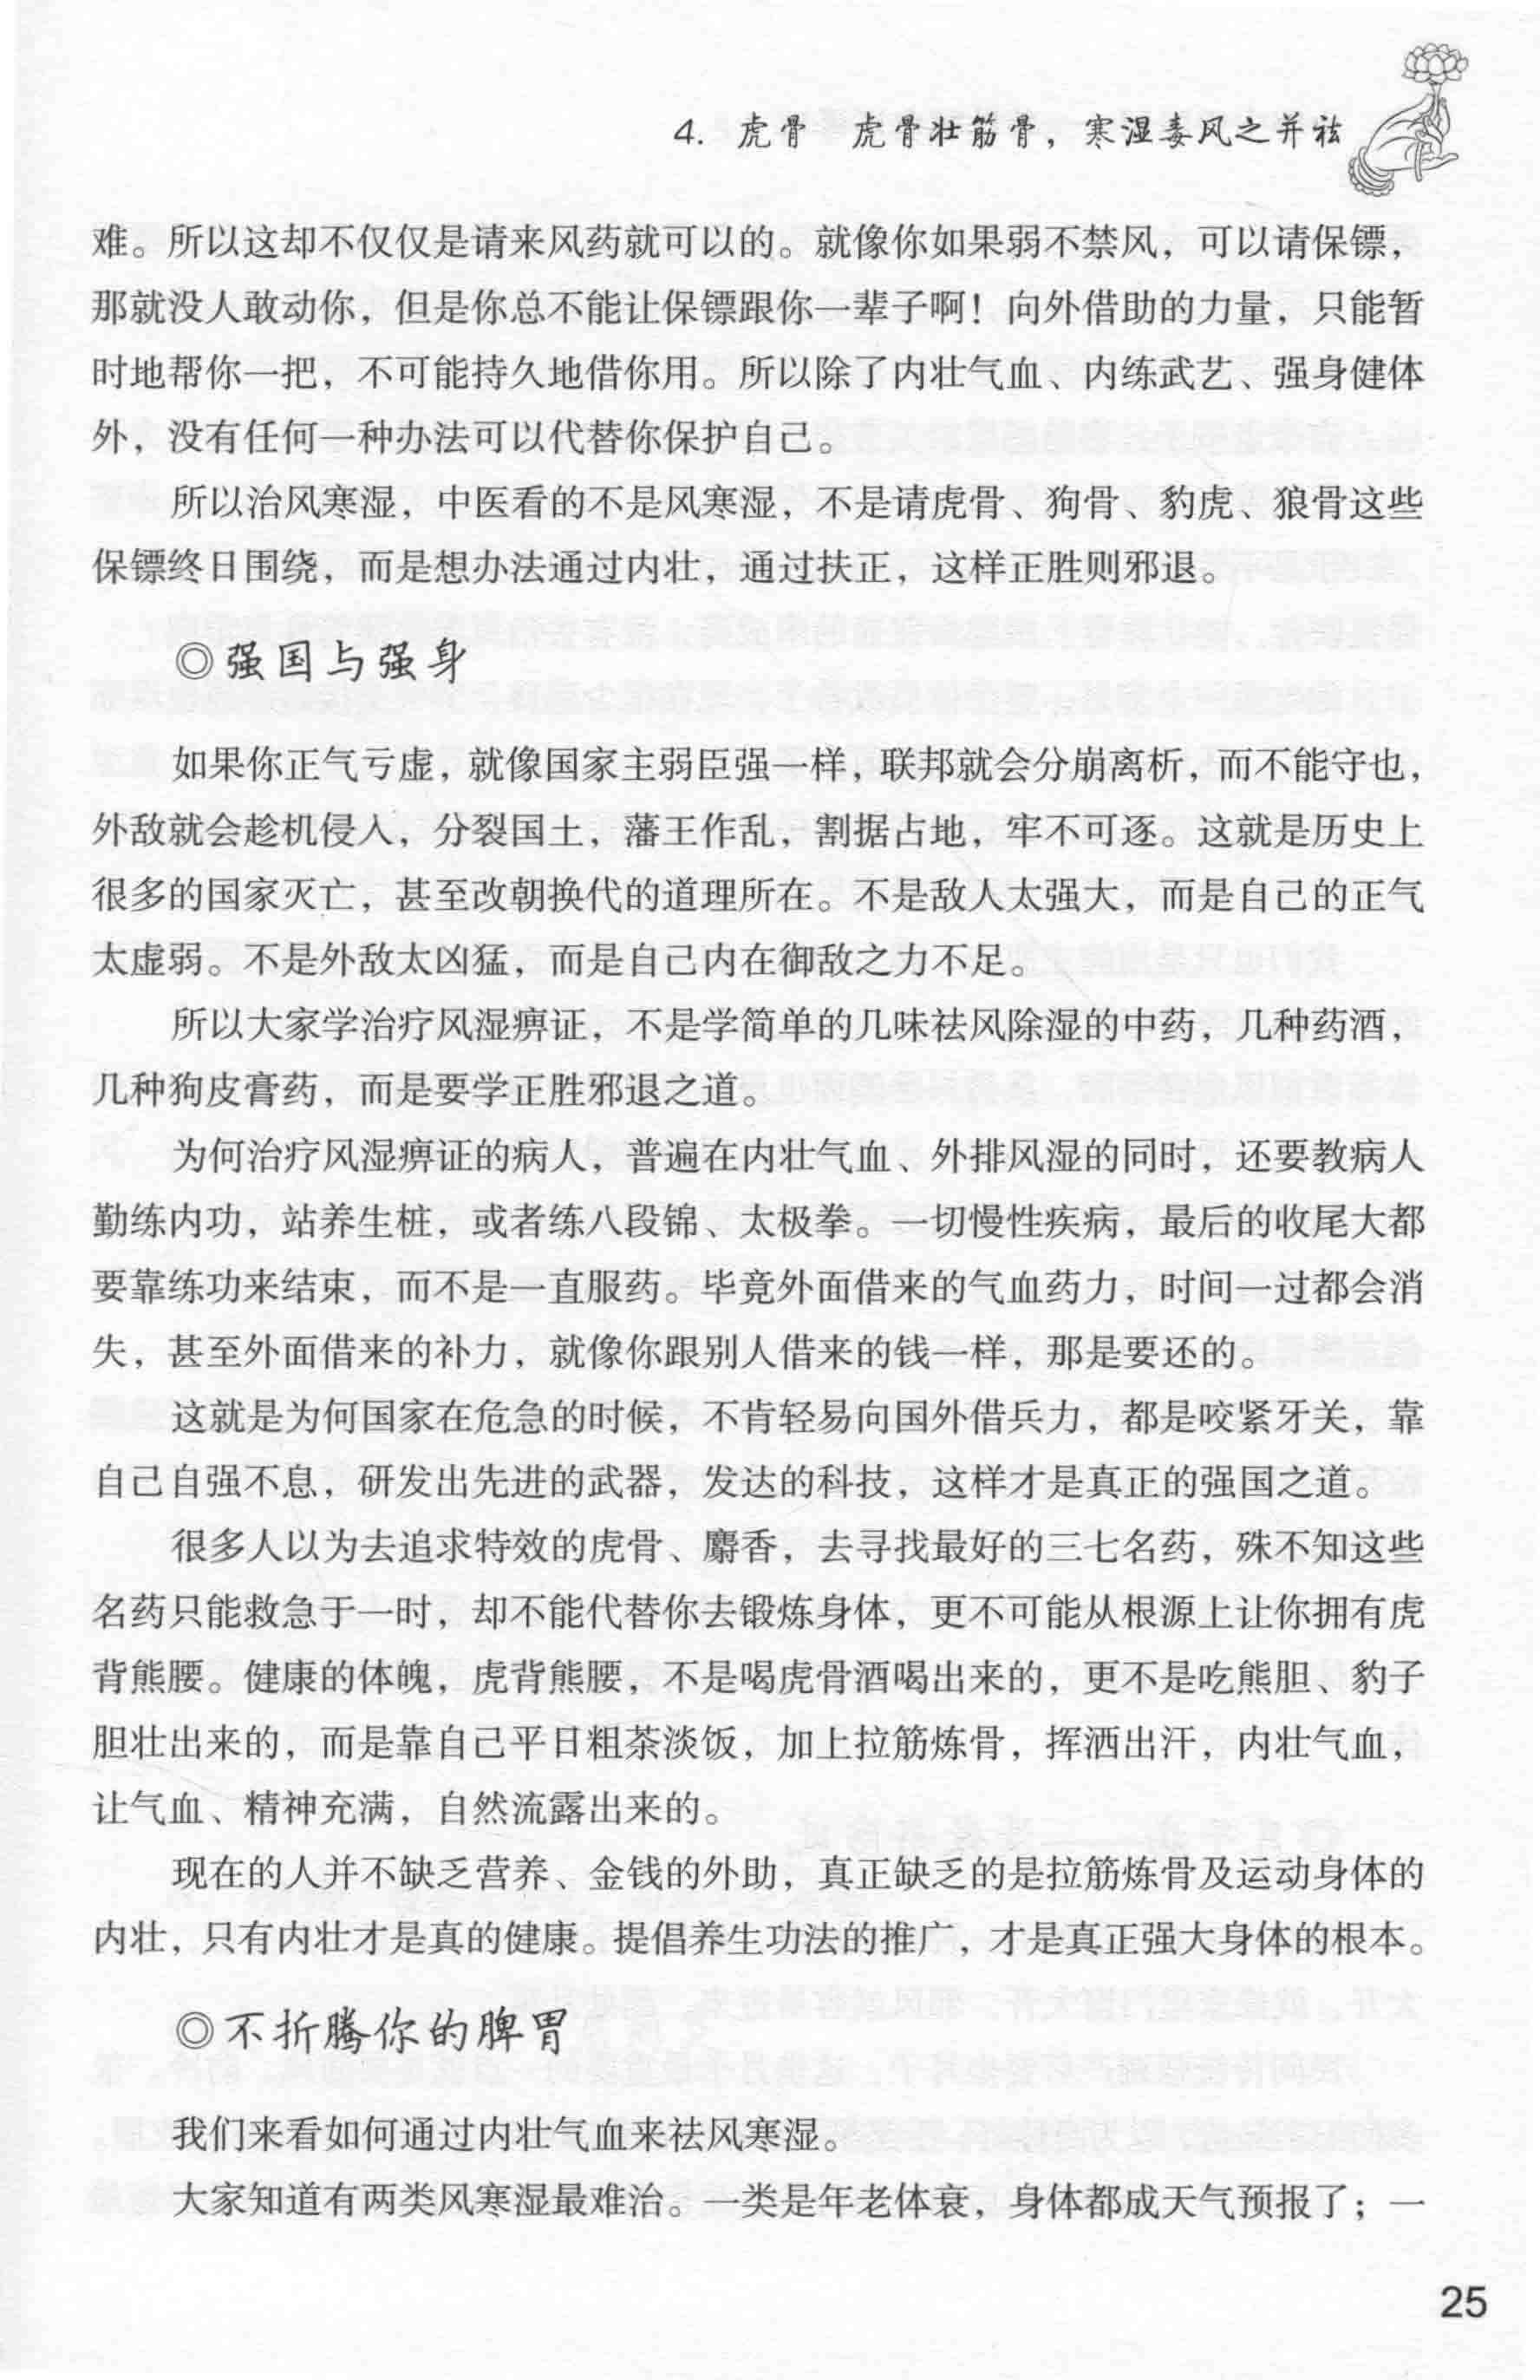 4. 虎骨　虎骨壮筋骨，寒湿毒风之并祛
难。所以这却不仅仅是请来风药就可以的。就像你如果弱不禁风，可以请保镖，
那就没人敢动你，但是你总不能让保镖跟你一辈子啊！向外借助的力量，只能暂
时地帮你一把，不可能持久地借你用。所以除了内壮气血、内练武艺、强身健体
外，没有任何一种办法可以代替你保护自己。
所以治风寒湿，中医看的不是风寒湿，不是请虎骨、狗骨、豹虎、狼骨这些
保镖终日围绕，而是想办法通过内壮，通过扶正，这样正胜则邪退。
◎强国与强身
如果你正气亏虚，就像国家主弱臣强一样，联邦就会分崩离析，而不能守也，
外敌就会趁机侵入，分裂国土，藩王作乱，割据占地，牢不可逐。这就是历史上
很多的国家灭亡，甚至改朝换代的道理所在。不是敌人太强大，而是自己的正气
太虚弱。不是外敌太凶猛，而是自己内在御敌之力不足。
所以大家学治疗风湿痹证，不是学简单的几味祛风除湿的中药，几种药酒，
几种狗皮膏药，而是要学正胜邪退之道。
为何治疗风湿痹证的病人，普遍在内壮气血、外排风湿的同时，还要教病人
勤练内功，站养生桩，或者练八段锦、太极拳。一切慢性疾病，最后的收尾大都
要靠练功来结束，而不是一直服药。毕竟外面借来的气血药力，时间一过都会消
失，甚至外面借来的补力，就像你跟别人借来的钱一样，那是要还的。
这就是为何国家在危急的时候，不肯轻易向国外借兵力，都是咬紧牙关，靠
自己自强不息，研发出先进的武器，发达的科技，这样才是真正的强国之道。
很多人以为去追求特效的虎骨、麝香，去寻找最好的三七名药，殊不知这些
名药只能救急于一时，却不能代替你去锻炼身体，更不可能从根源上让你拥有虎
背熊腰。健康的体魄，虎背熊腰，不是喝虎骨酒喝出来的，更不是吃熊胆、豹子
胆壮出来的，而是靠自己平日粗茶淡饭，加上拉筋炼骨，挥洒出汗，内壮气血，
让气血、精神充满，自然流露出来的。
现在的人并不缺乏营养、金钱的外助，真正缺乏的是拉筋炼骨及运动身体的
内壮，只有内壮才是真的健康。提倡养生功法的推广，才是真正强大身体的根本。
◎不折腾你的脾胃
我们来看如何通过内壮气血来祛风寒湿。
大家知道有两类风寒湿最难治。一类是年老体衰，身体都成天气预报了；一
25